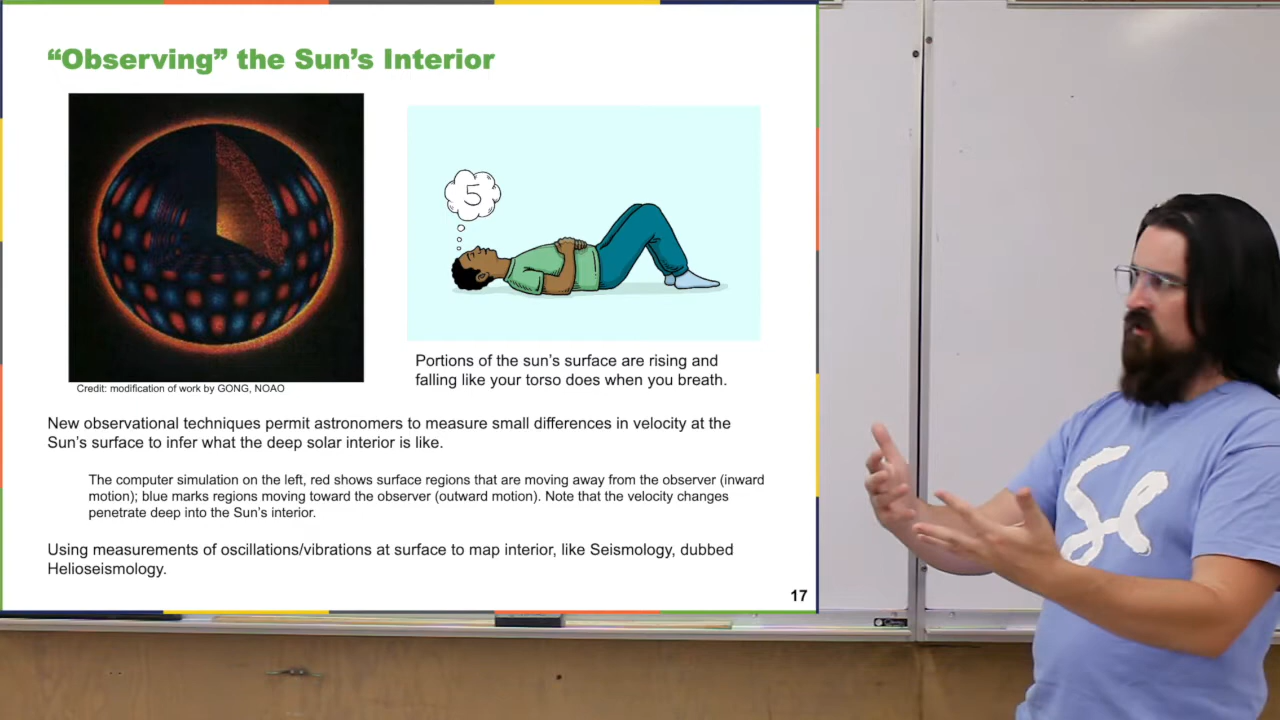 “Observing” the Sun’s Interior
5
Portions of the sun’s surface are rising and
falling like your torso does when you breath.
Credit: modification of work by GONG, NOAO
New observational techniques permit astronomers to measure small differences in velocity at the
Sun’s surface to infer what the deep solar interior is like.
The computer simulation on the left, red shows surface regions that are moving away from the observer (inward
motion); blue marks regions moving toward the observer (outward motion). Note that the velocity changes
penetrate deep into the Sun’s interior.
Using measurements of oscillations/vibrations at surface to map interior, like Seismology, dubbed
Helioseismology.
17